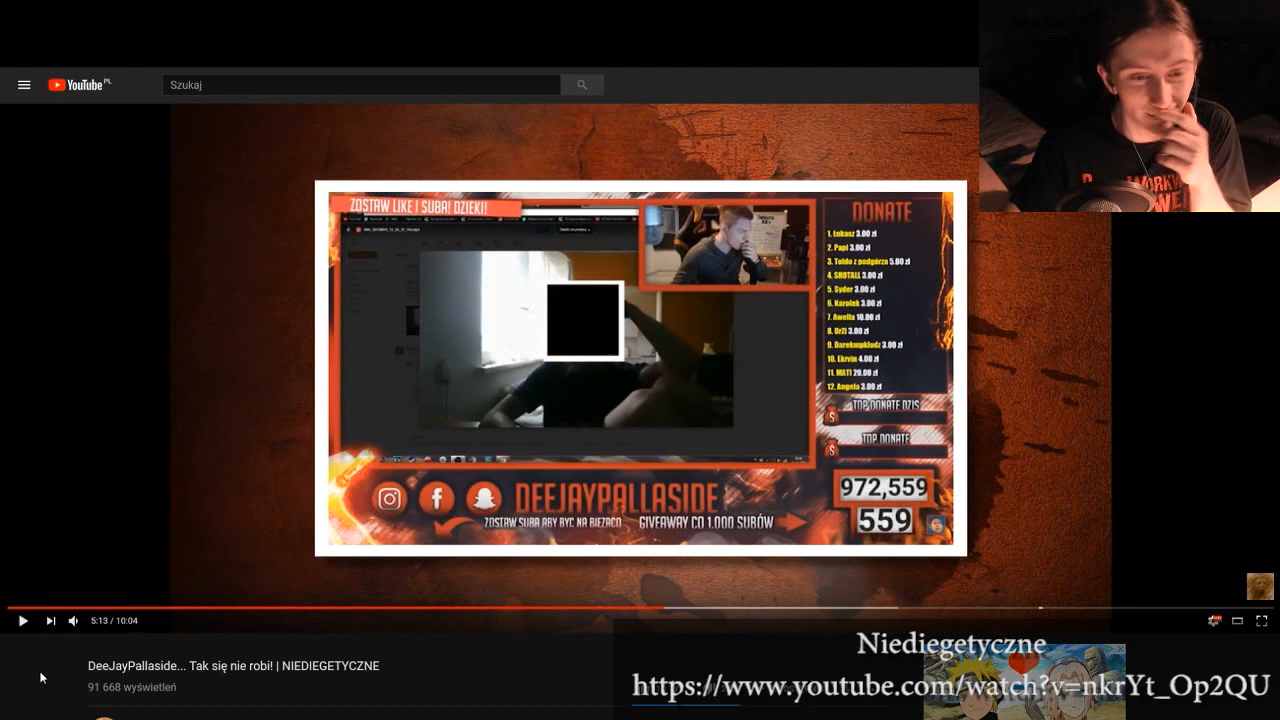 YouTube PL
Szukaj
ZOSTAW LIKE I SUBA! DZIEKI!
DONATE
1. Łukasz 3.00 zł
2. Papi 3.00 zł
3. Toldo z podgórza 5.00 zł
4. SHOTALL 3.00 zł
5. Syder 3.00 zł
6. Karolek 3.00 zł
7. Awella 10.00 zł
8. UrZi 3.00 zł
9. Darekmpklodz 3.00 zł
10. Ekrvin 4.00 zł
11. MATI 20.00 zł
12. Angela 3.00 zł
TOP DONATE DZIS
TOP DONATE
972,559
559
DEEJAYPALLASIDE
ZOSTAW SUBA ABY BYC NA BIEZACO
GIVEAWAY CO 1.000 SUBÓW
5:13 / 10:04
DeeJayPallaside... Tak się nie robi! | NIEDIEGETYCZNE
91 668 wyświetleń
Niediegetyczne
https://www.youtube.com/watch?v=nkrYt_Op2QU